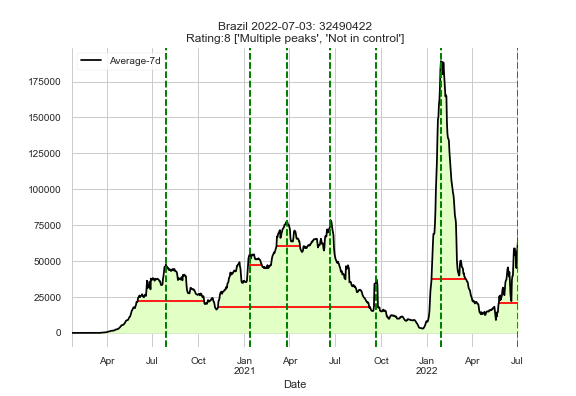 Brazil 2022-07-03: 32490422
Rating:8 ['Multiple peaks', 'Not in control']
Average-7d
175000
150000
125000
100000
75000
50000
25000
0
Apr Jul Oct Jan Apr Jul Oct Jan Apr Jul
2021 2022
Date